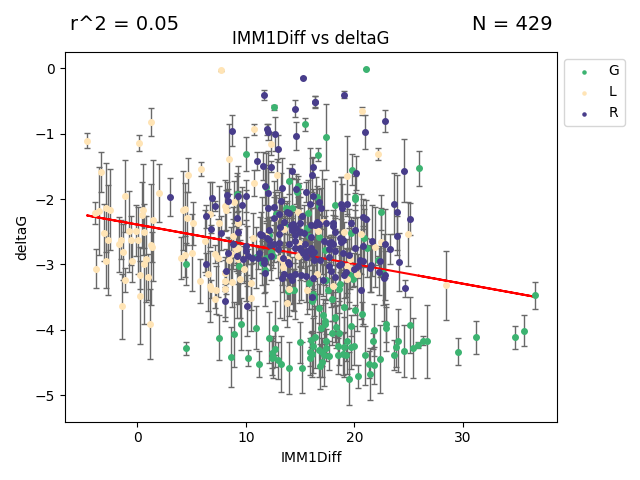 r^2 = 0.05 N = 429
IMM1Diff vs deltaG
G
L
R
deltaG
0
−1
−2
−3
−4
−5
0 10 20 30
IMM1Diff